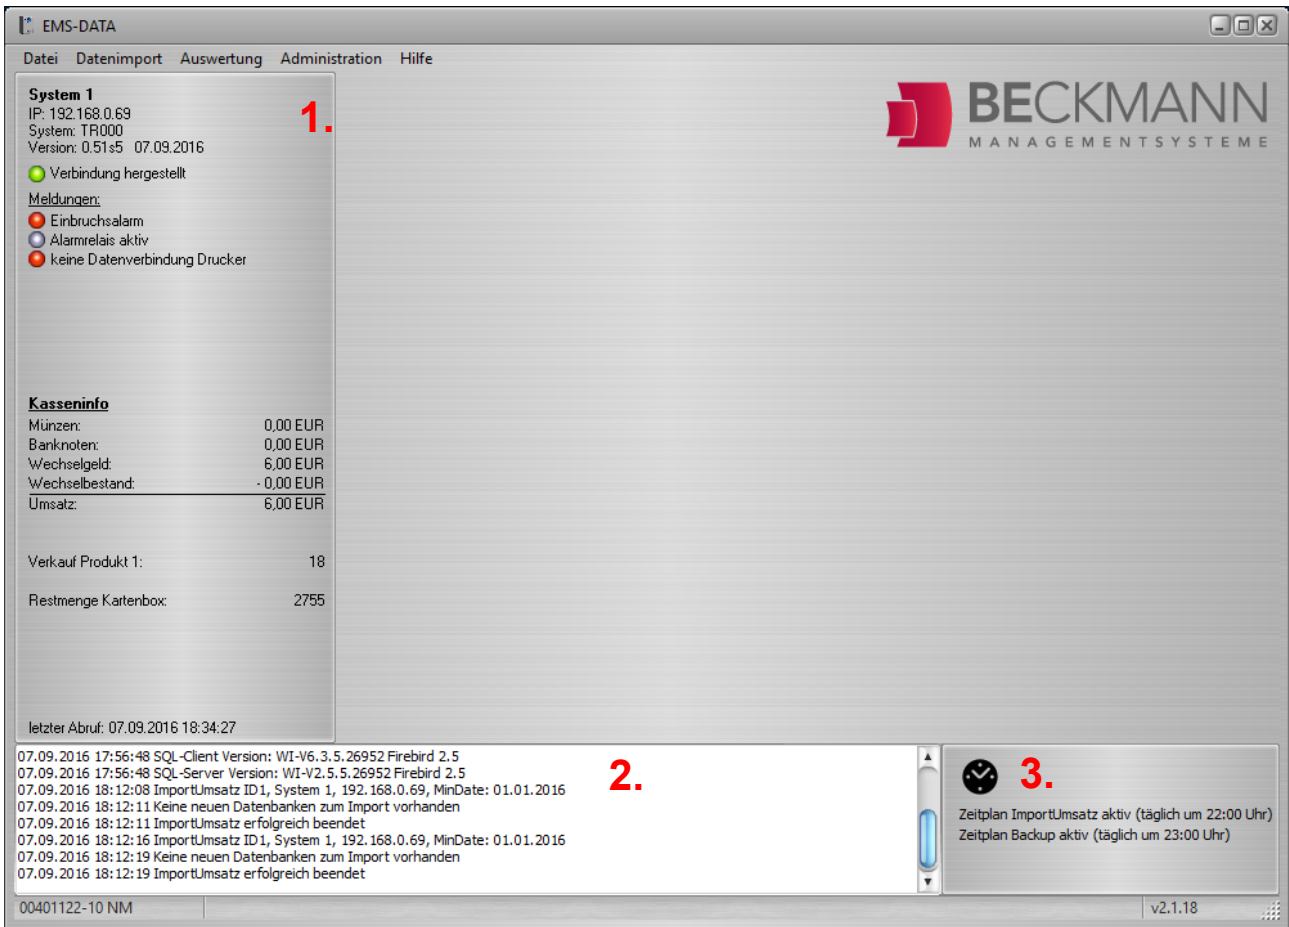 EMS-DATA
Datei Datenimport Auswertung Administration Hilfe
System 1
IP: 192.168.0.69
System: TR000
Version: 0.51s5 07.09.2016
1.
Verbindung hergestellt
Meldungen:
Einbruchsalarm
Alarmrelais aktiv
keine Datenverbindung Drucker
BECKMANN
MANAGEMENTSYSTEME
Kasseninfo
Münzen: 0,00 EUR
Banknoten: 0,00 EUR
Wechselgeld: 6,00 EUR
Wechselbestand: - 0,00 EUR
Umsatz: 6,00 EUR
Verkauf Produkt 1: 18
Restmenge Kartenbox: 2755
letzter Abruf: 07.09.2016 18:34:27
07.09.2016 17:56:48 SQL-Client Version: WI-V6.3.5.26952 Firebird 2.5
07.09.2016 17:56:48 SQL-Server Version: WI-V2.5.5.26952 Firebird 2.5
07.09.2016 18:12:08 ImportUmsatz ID1, System 1, 192.168.0.69, MinDate: 01.01.2016
07.09.2016 18:12:11 Keine neuen Datenbanken zum Import vorhanden
07.09.2016 18:12:11 ImportUmsatz erfolgreich beendet
07.09.2016 18:12:16 ImportUmsatz ID1, System 1, 192.168.0.69, MinDate: 01.01.2016
07.09.2016 18:12:19 Keine neuen Datenbanken zum Import vorhanden
07.09.2016 18:12:19 ImportUmsatz erfolgreich beendet
2.
3.
Zeitplan ImportUmsatz aktiv (täglich um 22:00 Uhr)
Zeitplan Backup aktiv (täglich um 23:00 Uhr)
00401122-10 NM
v2.1.18